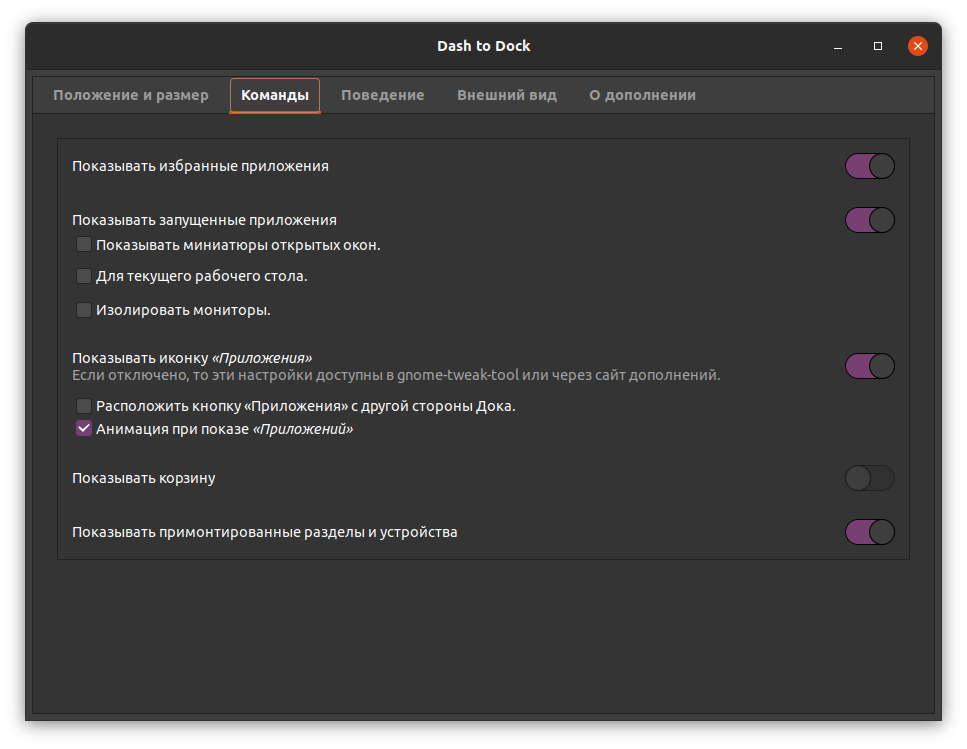 Dash to Dock
Положение и размер Команды Поведение Внешний вид О дополнении
Показывать избранные приложения
Показывать запущенные приложения
Показывать миниатюры открытых окон.
Для текущего рабочего стола.
Изолировать мониторы.
Показывать иконку «Приложения»
Если отключено, то эти настройки доступны в gnome-tweak-tool или через сайт дополнений.
Расположить кнопку «Приложения» с другой стороны Дока.
Анимация при показе «Приложений»
Показывать корзину
Показывать примонтированные разделы и устройства